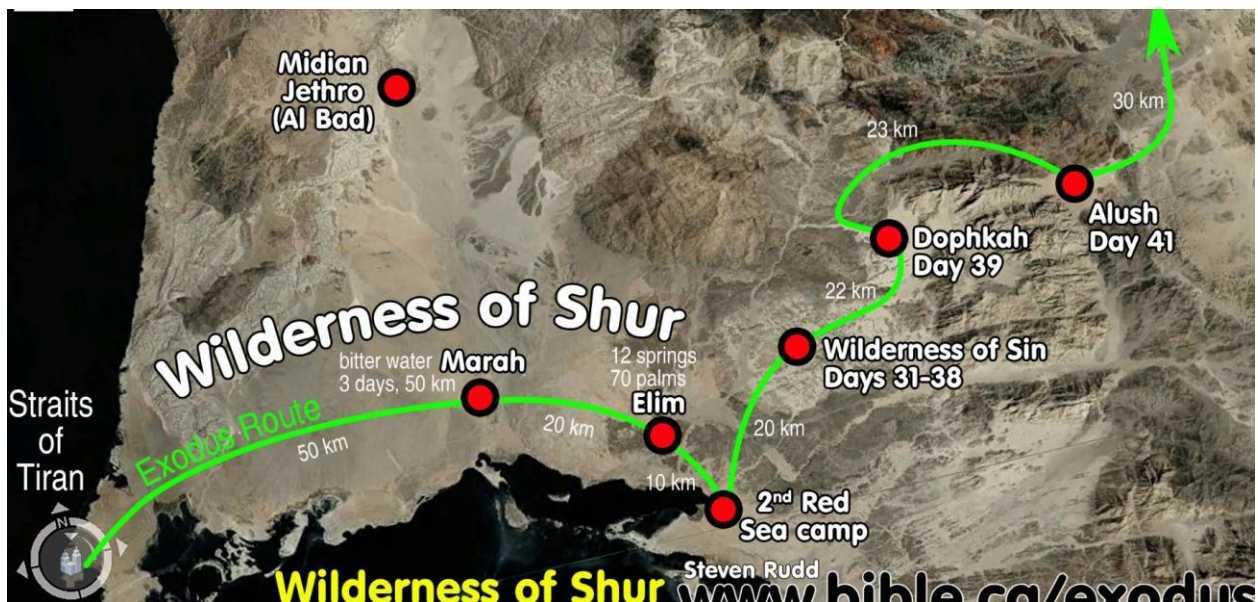 Midian
Jethro
(Al Bad)
30 km
23 km
Alush
Day 41
Dophkah
Day 39
22 km
Wilderness of Shur
bitter water
3 days, 50 km
Marah
12 springs
70 palms
Elim
Wilderness of Sin
Days 31-38
Straits
of
Tiran
Exodus Route
50 km
20 km
20 km
10 km
2nd Red
Sea camp
N
Steven Rudd
Wilderness of Shur www.bible.ca/exodus